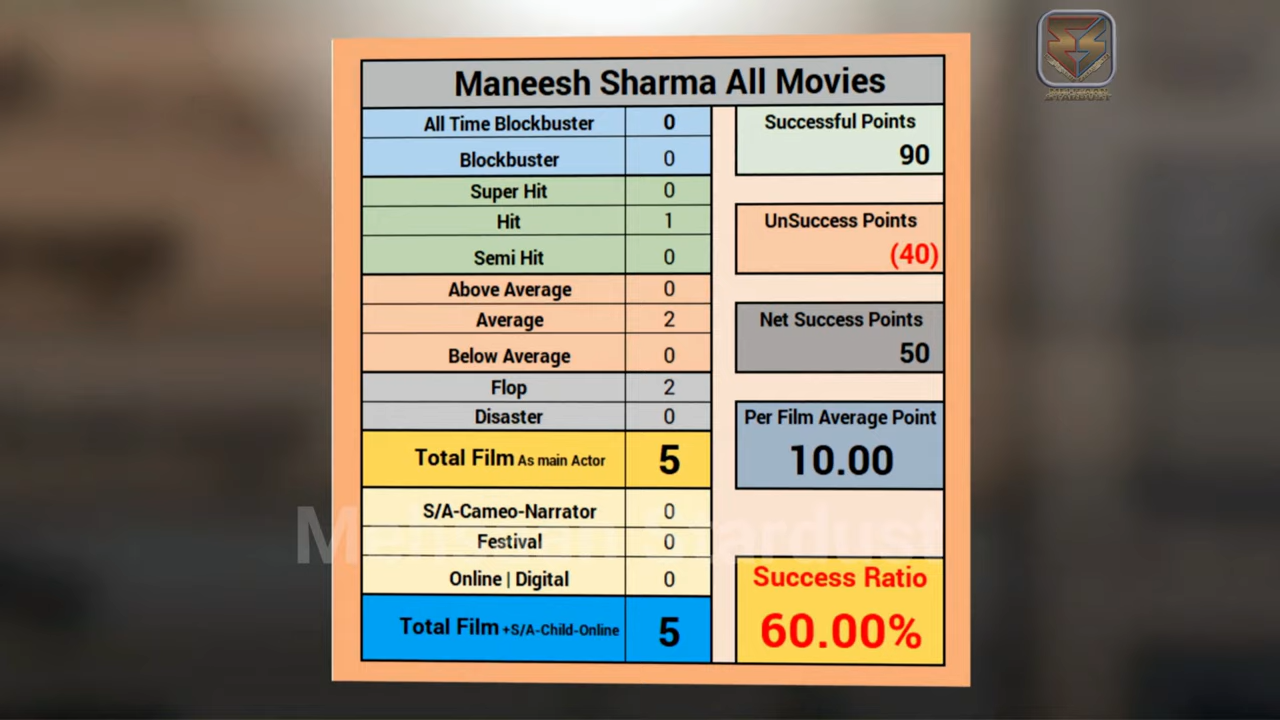 Maneesh Sharma All Movies
All Time Blockbuster 0
Blockbuster 0
Super Hit 0
Hit 1
Semi Hit 0
Above Average 0
Average 2
Below Average 0
Flop 2
Disaster 0
Total Film As main Actor 5
S/A-Cameo-Narrator 0
Festival 0
Online | Digital 0
Total Film +S/A-Child-Online 5
Successful Points
90
UnSuccess Points
(40)
Net Success Points
50
Per Film Average Point
10.00
Success Ratio
60.00%
Stardust